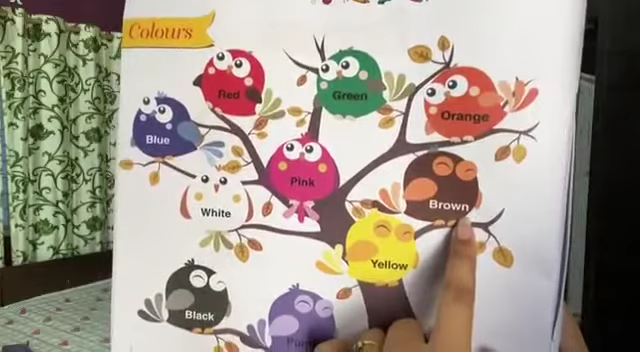 Colours
Red
Green
Orange
Blue
Pink
White
Brown
Yellow
Black